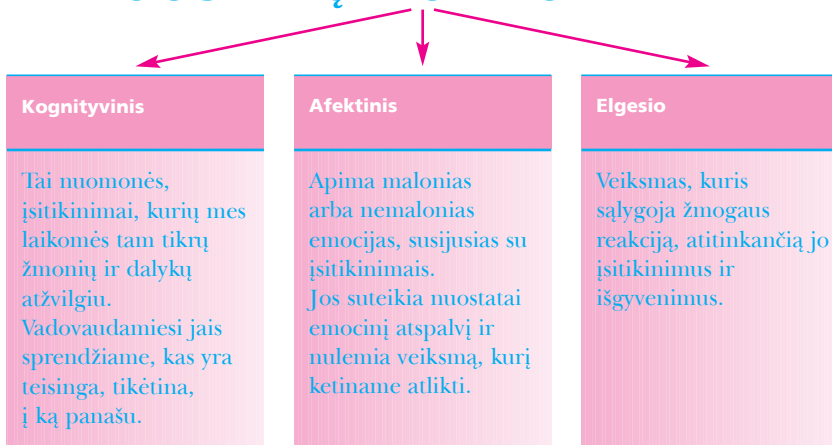 Kognityvinis
Tai nuomonės,
įsitikinimai, kurių mes
laikomės tam tikrų
žmonių ir dalykų
atžvilgiu.
Vadovaudamiesi jais
sprendžiame, kas yra
teisinga, tikėtina,
į ką panašu.
Afektinis
Apima malonias
arba nemalonias
emocijas, susijusias su
įsitikinimais.
Jos suteikia nuostatai
emocinį atspalvį ir
nulemia veiksmą, kurį
ketiname atlikti.
Elgesio
Veiksmas, kuris
sąlygoja žmogaus
reakciją, atitinkančią jo
įsitikinimus ir
išgyvenimus.